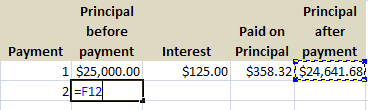 Principal Principal
before Paid on after
Payment payment Interest Principal payment
1 $25,000.00 $125.00 $358.32 $24,641.68
2 =F12